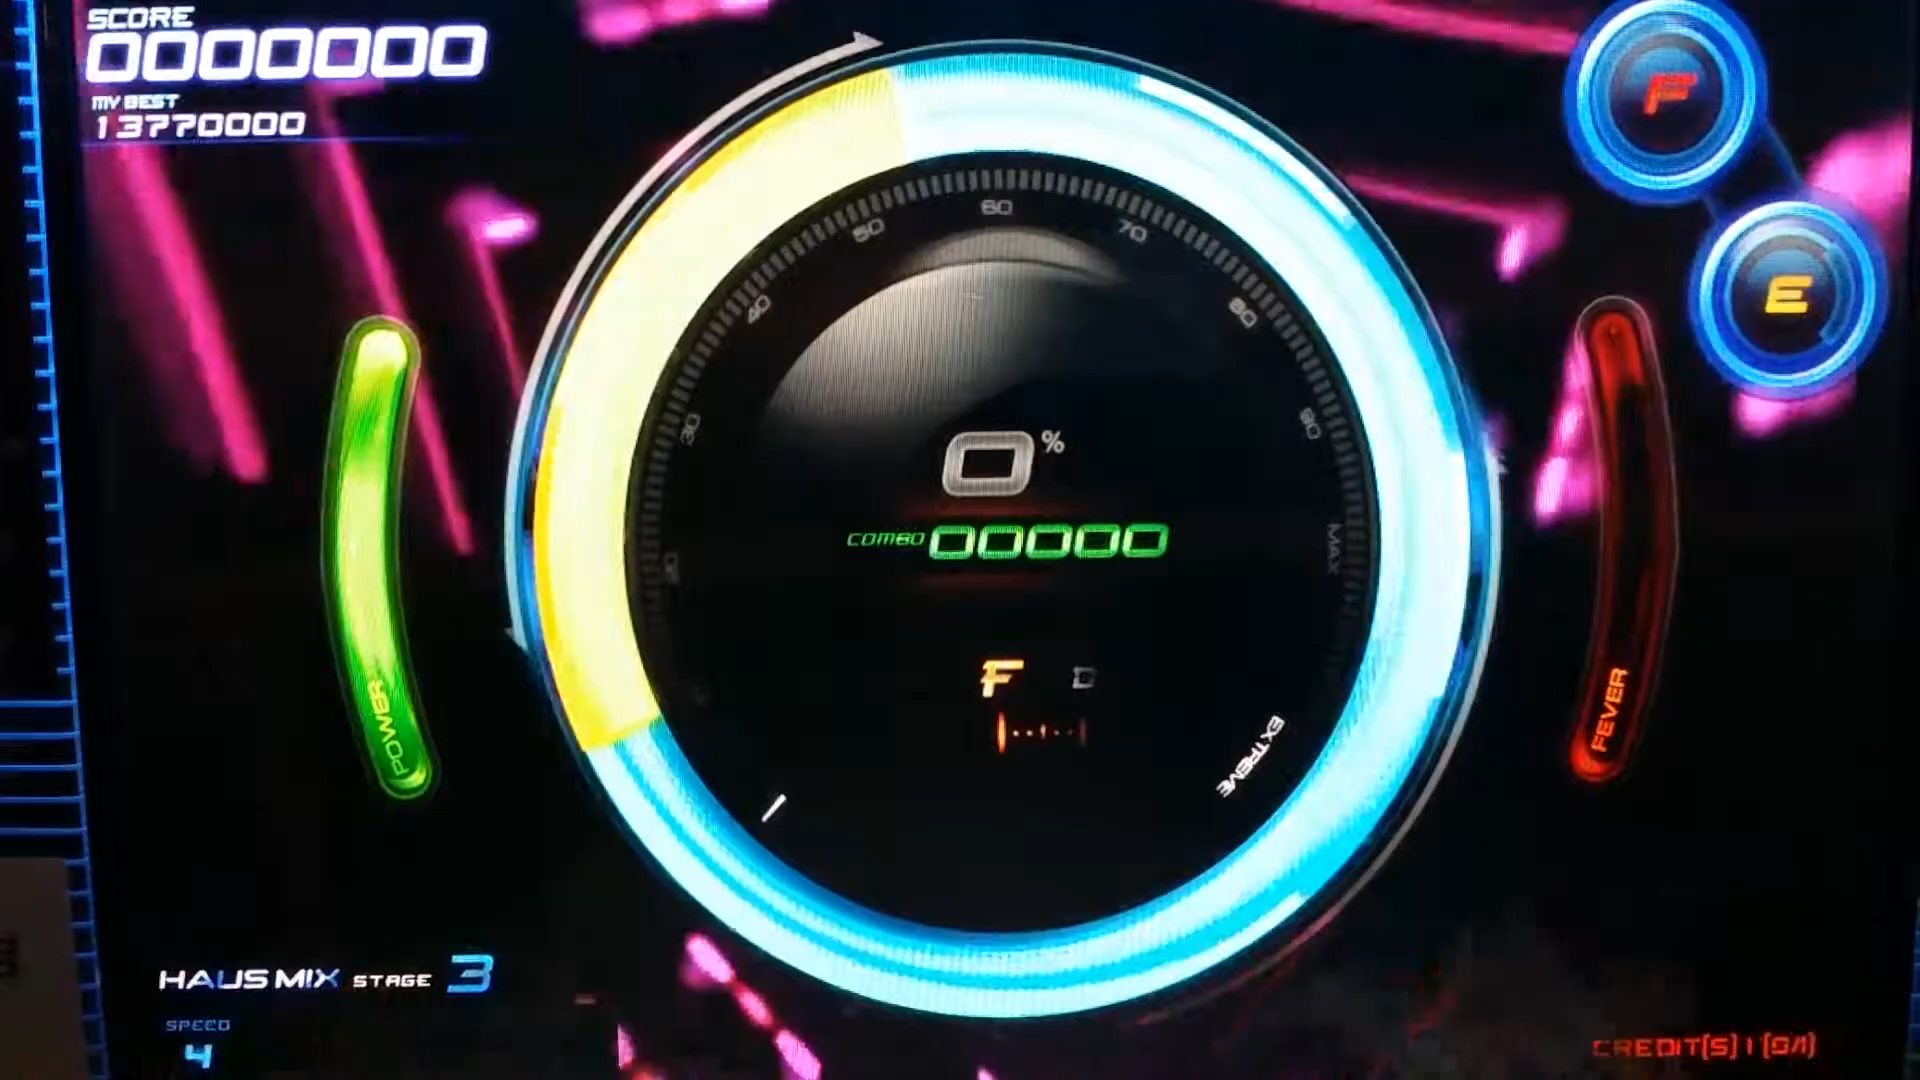 SCORE
0000000
MY BEST
13770000
F
E
60
50
70
40
80
30
90
20
MAX
0%
COMBO 00000
F D
POWER
FEVER
EXTREME
HAUS MIX STAGE 3
SPEED
4
CREDIT(S) 1 (0/1)